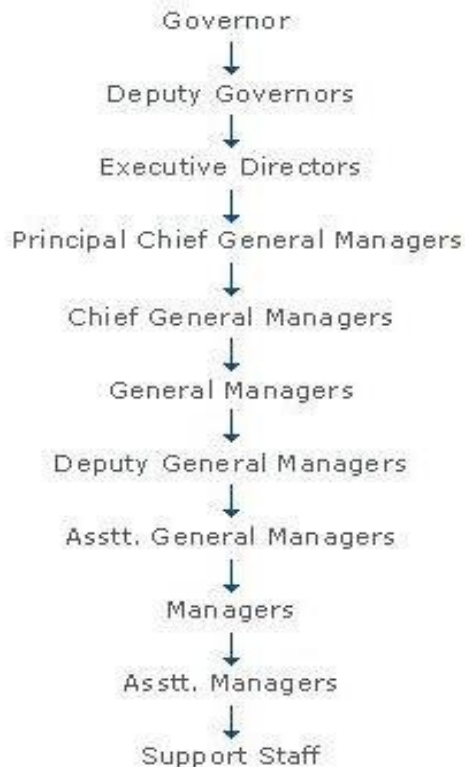 Governor
Deputy Governors
Executive Directors
Principal Chief General Managers
Chief General Managers
General Managers
Deputy General Managers
Asstt. General Managers
Managers
Asstt. Managers
Support Staff